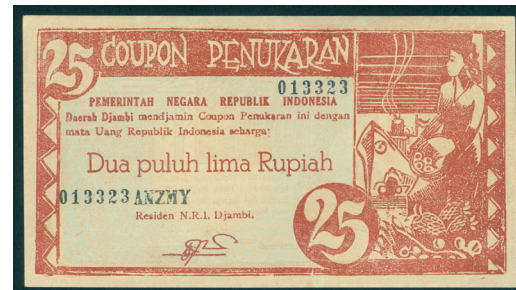 25 COUPON PENUKARAN
013323
PEMERINTAH NEGARA REPUBLIK INDONESIA
Daerah Djambi mendjamin Coupon Penukaran ini dengan
mata Uang Republik Indonesia seharga:
Dua puluh lima Rupiah
013323 ANZMY
Residen N.R.I. Djambi,
25